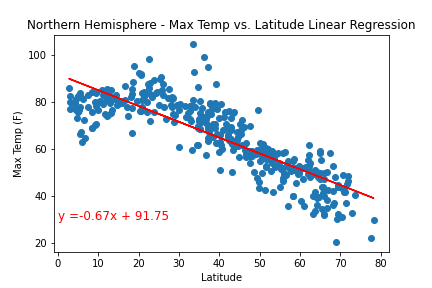 Northern Hemisphere - Max Temp vs. Latitude Linear Regression
100
80
60
40
20
Max Temp (F)
y =-0.67x + 91.75
0 10 20 30 40 50 60 70 80
Latitude